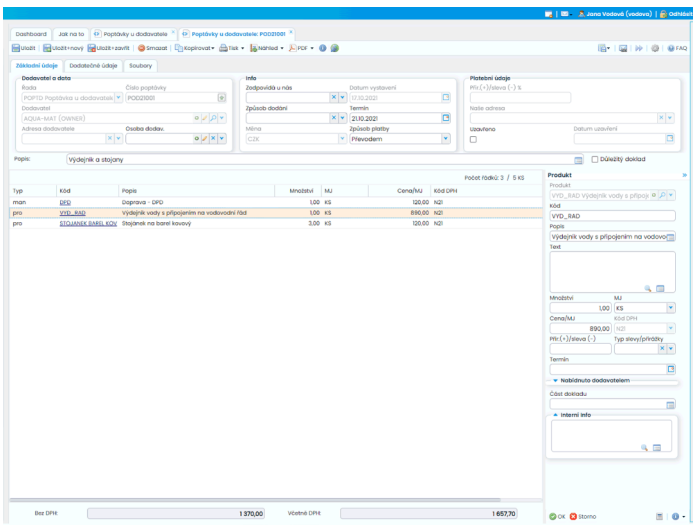 Jana Vodová (vodova) | Odhlásit
Dashboard Jak na to Poptávky u dodavatele Poptávky u dodavatele: POD21001
Uložit Uložit+nový Uložit+zavřít Smazat Kopírovat Tisk Náhled PDF FAQ
Základní údaje Dodatečné údaje Soubory
Dodavatel a data Info Platební údaje
Řada Číslo poptávky Zodpovídá u nás Datum vystavení Přir.(+)/sleva (-) %
POPTD Poptávka u dodavatele POD21001 17.10.2021
Dodavatel Způsob dodání Termín Naše adresa
AQUA-MAT (OWNER) 21.10.2021
Adresa dodavatele Osoba dodav. Měna Způsob platby Uzavřeno Datum uzavření
CZK Převodem
Popis: Výdejník a stojany Důležitý doklad
Počet řádků: 3 / 5 KS
Typ Kód Popis Množství MJ Cena/MJ Kód DPH
man DPD Doprava - DPD 1,00 KS 120,00 N21
pro VYD_RAD Výdejník vody s připojením na vodovodní řád 1,00 KS 890,00 N21
pro STOJANEK BAREL KOV Stojánek na barel kovový 3,00 KS 120,00 N21
Bez DPH: 1 370,00 Včetně DPH: 1 657,70
Produkt »
Produkt
VYD_RAD Výdejník vody s připoje
Kód
VYD_RAD
Popis
Výdejník vody s připojením na vodovo
Text
Množství MJ
1,00 KS
Cena/MJ Kód DPH
890,00 N21
Přir.(+)/sleva (-) Typ slevy/přirážky
Termín
Nabídnuto dodavatelem
Část dokladu
Interní info
OK Storno